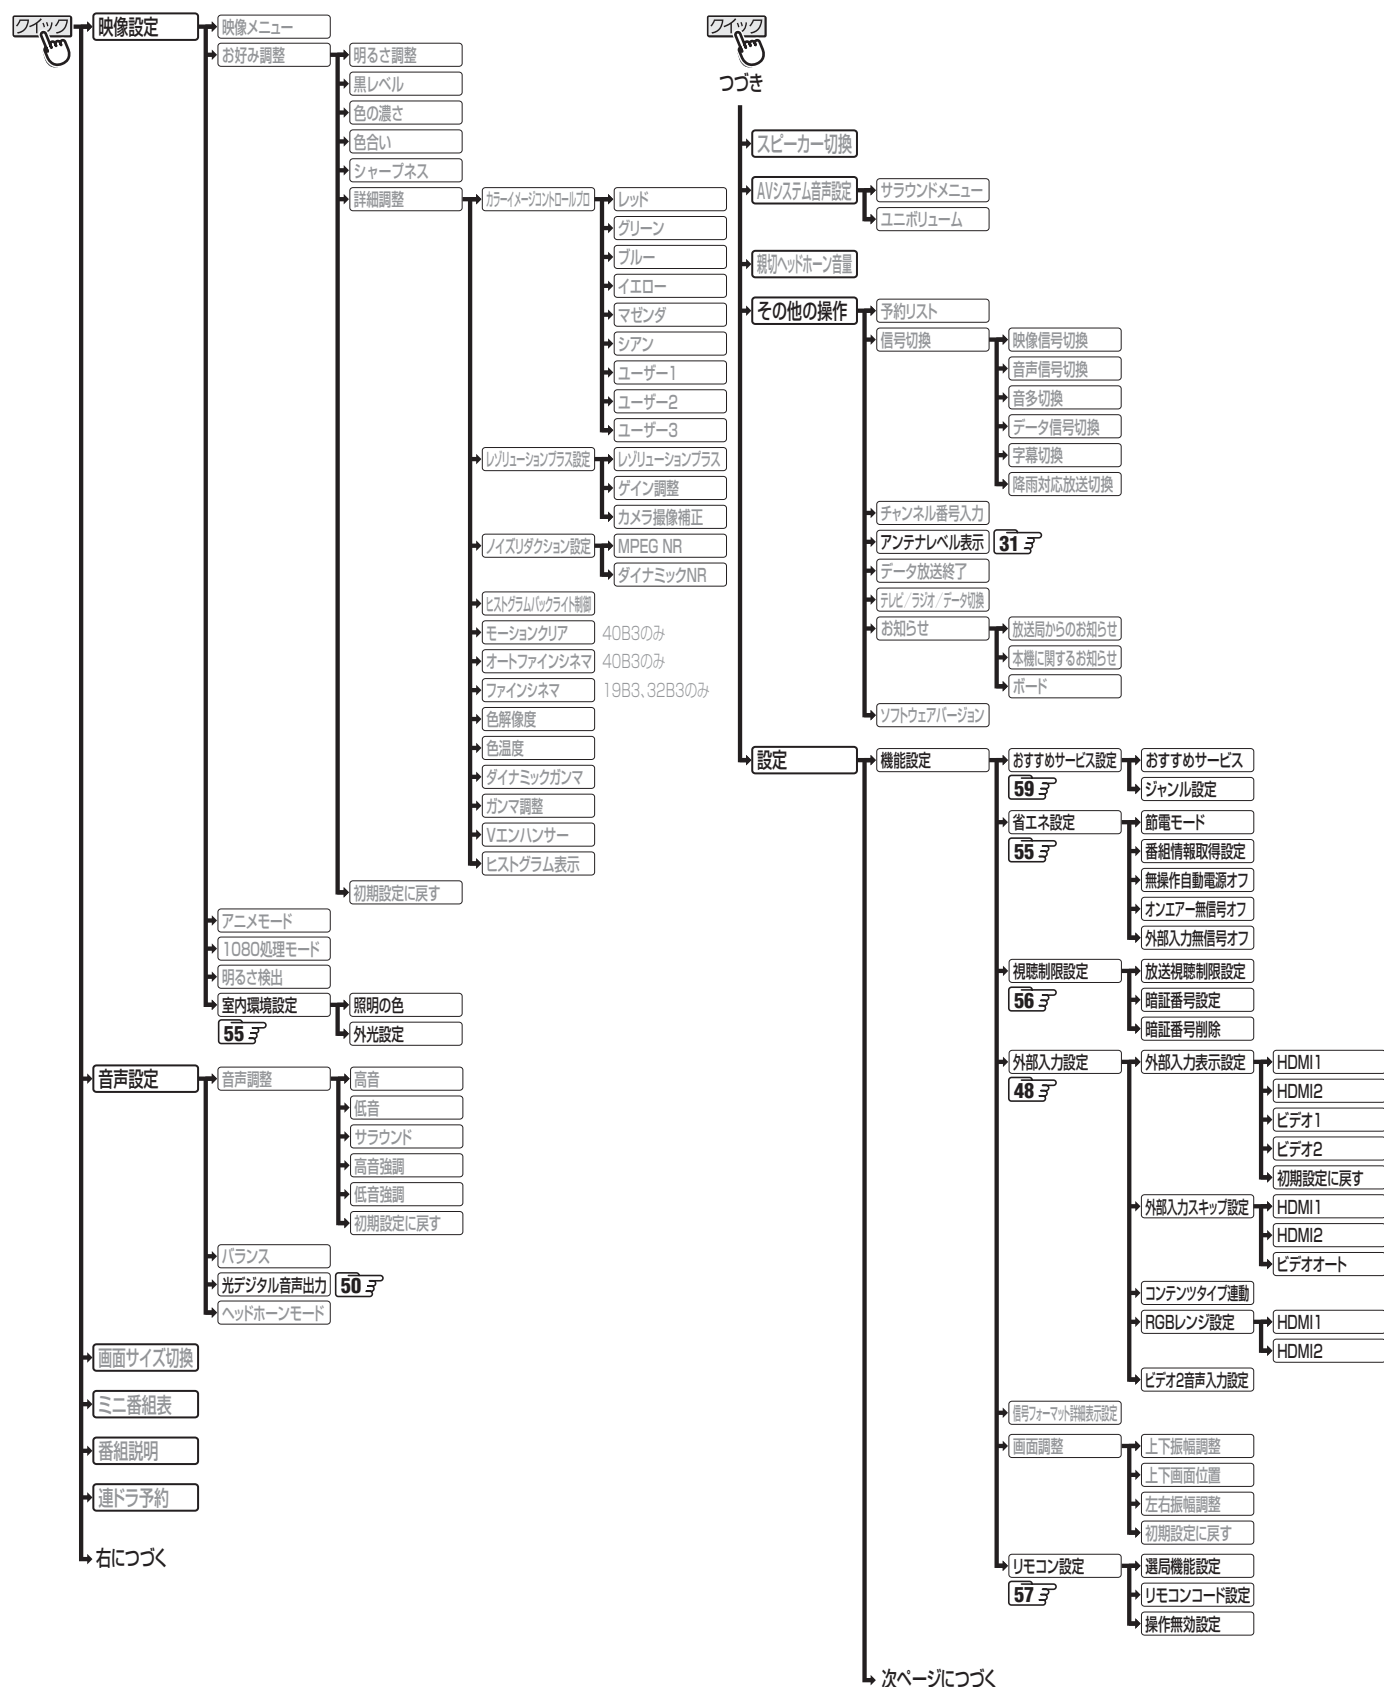 クイック
映像設定
映像メニュー
お好み調整
明るさ調整
黒レベル
色の濃さ
色合い
シャープネス
詳細調整
カラーイメージコントロールプロ
レッド
グリーン
ブルー
イエロー
マゼンダ
シアン
ユーザー1
ユーザー2
ユーザー3
レゾリューションプラス設定
レゾリューションプラス
ゲイン調整
カメラ撮像補正
ノイズリダクション設定
MPEG NR
ダイナミックNR
ヒストグラムバックライト制御
モーションクリア 40B3のみ
オートファインシネマ 40B3のみ
ファインシネマ 19B3、32B3のみ
色解像度
色温度
ダイナミックガンマ
ガンマ調整
Vエンハンサー
ヒストグラム表示
初期設定に戻す
アニメモード
1080処理モード
明るさ検出
室内環境設定
55
照明の色
外光設定
音声設定
音声調整
高音
低音
サラウンド
高音強調
低音強調
初期設定に戻す
バランス
光デジタル音声出力 50
ヘッドホーンモード
画面サイズ切換
ミニ番組表
番組説明
連ドラ予約
右につづく
クイック
つづき
スピーカー切換
AVシステム音声設定
サラウンドメニュー
ユニボリューム
親切ヘッドホーン音量
その他の操作
予約リスト
信号切換
映像信号切換
音声信号切換
音多切換
データ信号切換
字幕切換
降雨対応放送切換
チャンネル番号入力
アンテナレベル表示 31
データ放送終了
テレビ/ラジオ/データ切換
お知らせ
放送局からのお知らせ
本機に関するお知らせ
ボード
ソフトウェアバージョン
設定
機能設定
おすすめサービス設定
59
おすすめサービス
ジャンル設定
省エネ設定
55
節電モード
番組情報取得設定
無操作自動電源オフ
オンエアー無信号オフ
外部入力無信号オフ
視聴制限設定
56
放送視聴制限設定
暗証番号設定
暗証番号削除
外部入力設定
48
外部入力表示設定
HDMI1
HDMI2
ビデオ1
ビデオ2
初期設定に戻す
外部入力スキップ設定
HDMI1
HDMI2
ビデオオート
コンテンツタイプ連動
RGBレンジ設定
HDMI1
HDMI2
ビデオ2音声入力設定
信号フォーマット詳細表示設定
画面調整
上下振幅調整
上下画面位置
左右振幅調整
初期設定に戻す
リモコン設定
57
選局機能設定
リモコンコード設定
操作無効設定
次ページにつづく